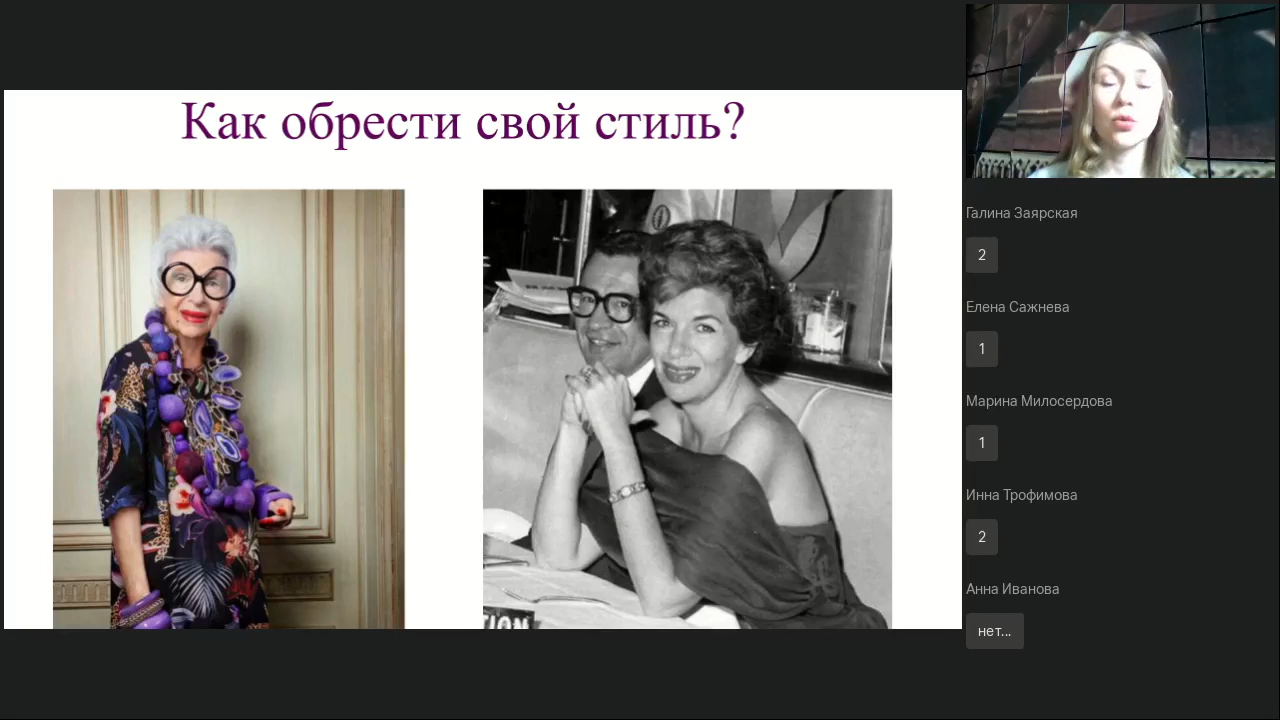 Как обрести свой стиль?
TION
Галина Заярская
2
Елена Сажнева
1
Марина Милосердова
1
Инна Трофимова
2
Анна Иванова
нет...